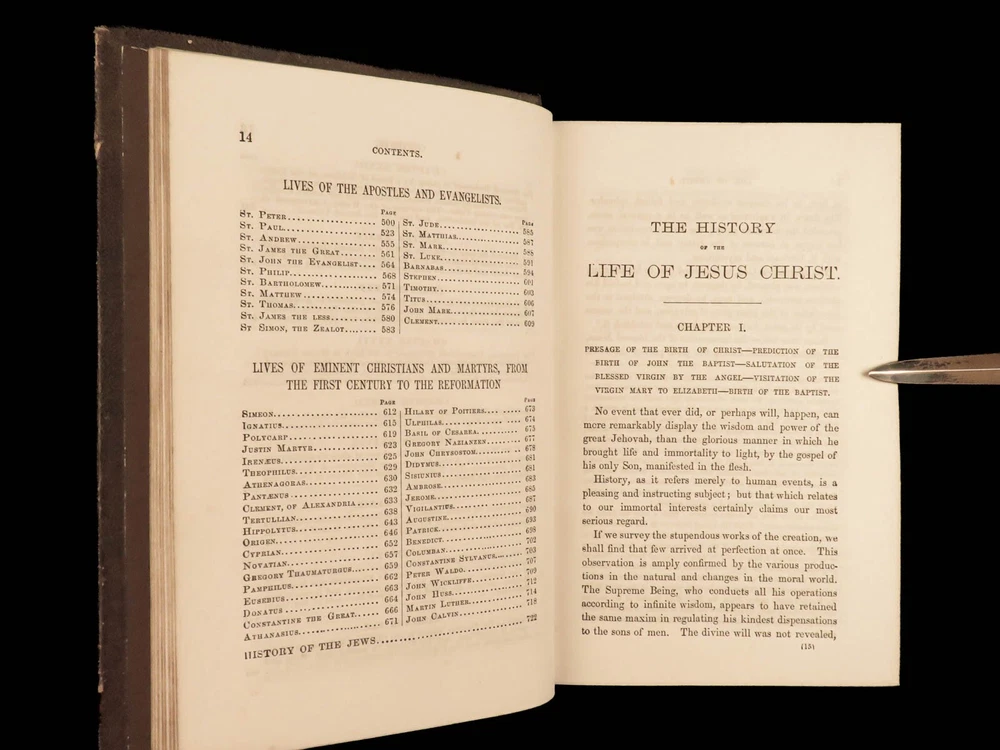 14
CONTENTS.
LIVES OF THE APOSTLES AND EVANGELISTS.
PAGE
ST. PETER 500
ST. PAUL 523
ST. ANDREW 555
ST. JAMES THE GREAT 561
ST. JOHN THE EVANGELIST 564
ST. PHILIP 568
ST. BARTHOLOMEW 571
ST. MATTHEW 574
ST. THOMAS 576
ST. JAMES THE LESS 580
ST SIMON, THE ZEALOT 583
PAGE
ST. JUDE 585
ST. MATTHIAS 587
ST. MARK 588
ST. LUKE 591
BARNABAS 594
STEPHEN 601
TIMOTHY 603
TITUS 606
JOHN MARK 607
CLEMENT 609
LIVES OF EMINENT CHRISTIANS AND MARTYRS, FROM
THE FIRST CENTURY TO THE REFORMATION
PAGE
SIMEON 612
IGNATIUS 615
POLYCARP 619
JUSTIN MARTYR 623
IRENÆUS 625
THEOPHILUS 629
ATHENAGORAS 630
PANTÆNUS 632
CLEMENT, OF ALEXANDRIA 633
TERTULLIAN 638
HIPPOLYTUS 643
ORIGEN 646
CYPRIAN 652
NOVATIAN 657
GREGORY THAUMATURGUS 659
PAMPHILUS 662
EUSEBIUS 663
DONATUS 664
CONSTANTINE THE GREAT 666
ATHANASIUS 671
PAGE
HILARY OF POITIERS 673
ULPHILAS 674
BASIL OF CESAREA 675
GREGORY NAZIANZEN 677
JOHN CHRYSOSTOM 678
DIDYMUS 681
SISIUNIUS 681
AMBROSE 683
JEROME 685
VIGILANTIUS 687
AUGUSTINE 690
PATRICK 693
BENEDICT 698
COLUMBAN 702
CONSTANTINE SYLVANUS 703
PETER WALDO 707
JOHN WICKLIFFE 709
JOHN HUSS 712
MARTIN LUTHER 714
JOHN CALVIN 718
HISTORY OF THE JEWS 722
THE HISTORY
OF THE
LIFE OF JESUS CHRIST.
CHAPTER I.
PRESAGE OF THE BIRTH OF CHRIST—PREDICTION OF THE
BIRTH OF JOHN THE BAPTIST—SALUTATION OF THE
BLESSED VIRGIN BY THE ANGEL—VISITATION OF THE
VIRGIN MARY TO ELIZABETH—BIRTH OF THE BAPTIST.
No event that ever did, or perhaps will, happen, can
more remarkably display the wisdom and power of the
great Jehovah, than the glorious manner in which he
brought life and immortality to light, by the gospel of
his only Son, manifested in the flesh.
History, as it refers merely to human events, is a
pleasing and instructing subject; but that which relates
to our immortal interests certainly claims our most
serious regard.
If we survey the stupendous works of the creation, we
shall find that few arrived at perfection at once. This
observation is amply confirmed by the various produc-
tions in the natural and changes in the moral world.
The Supreme Being, who conducts all his operations
according to infinite wisdom, appears to have retained
the same maxim in regulating his kindest dispensations
to the sons of men. The divine will was not revealed,
(15)